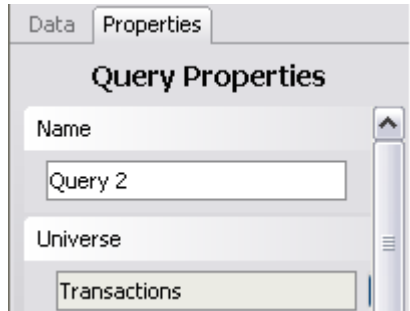 Data Properties
Query Properties
Name
Query 2
Universe
Transactions